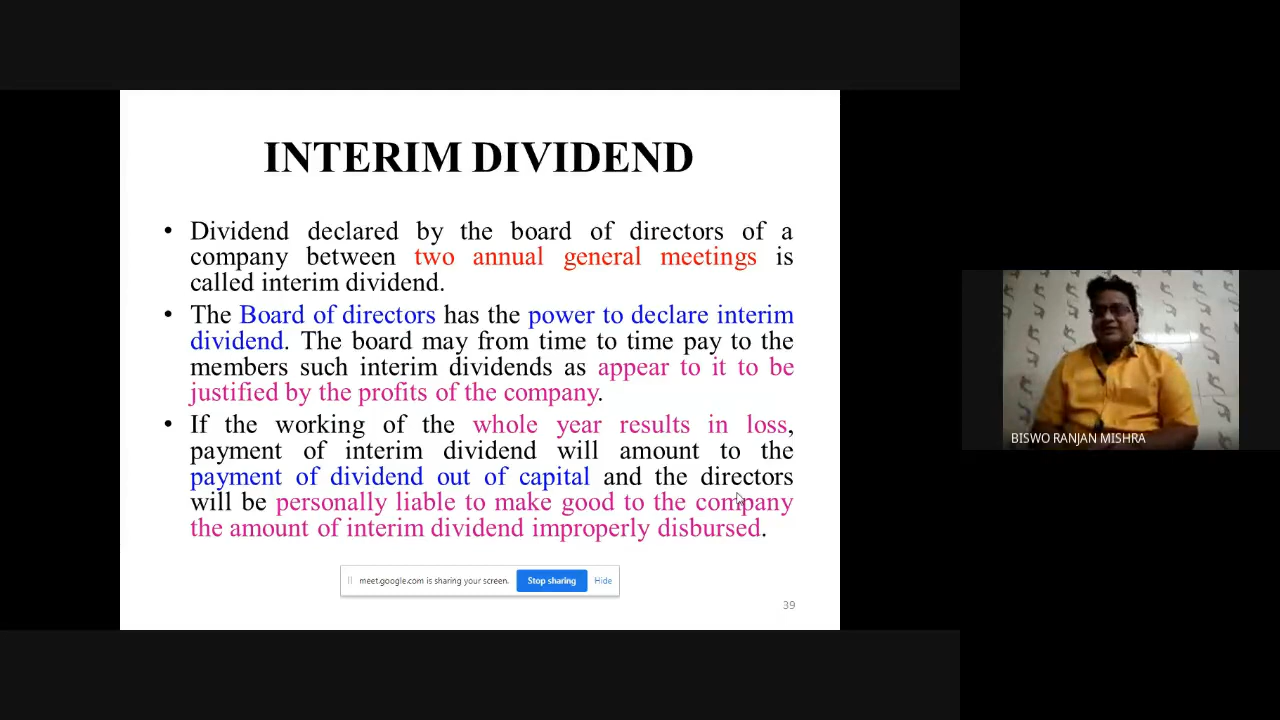 INTERIM DIVIDEND
• Dividend declared by the board of directors of a
company between two annual general meetings is
called interim dividend.
• The Board of directors has the power to declare interim
dividend. The board may from time to time pay to the
members such interim dividends as appear to it to be
justified by the profits of the company.
• If the working of the whole year results in loss,
payment of interim dividend will amount to the
payment of dividend out of capital and the directors
will be personally liable to make good to the company
the amount of interim dividend improperly disbursed.
meet.google.com is sharing your screen. Stop sharing Hide
39
BISWO RANJAN MISHRA